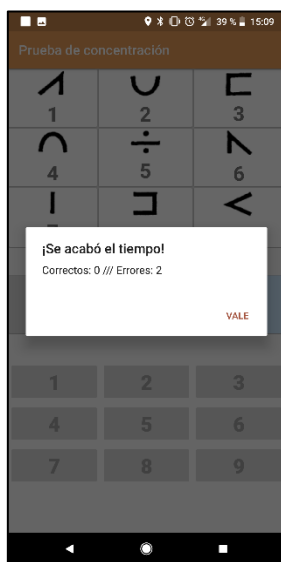 39 % 15:09
Prueba de concentración
1 2 3
4 5 6
¡Se acabó el tiempo!
Correctos: 0 /// Errores: 2
VALE
1 2 3
4 5 6
7 8 9